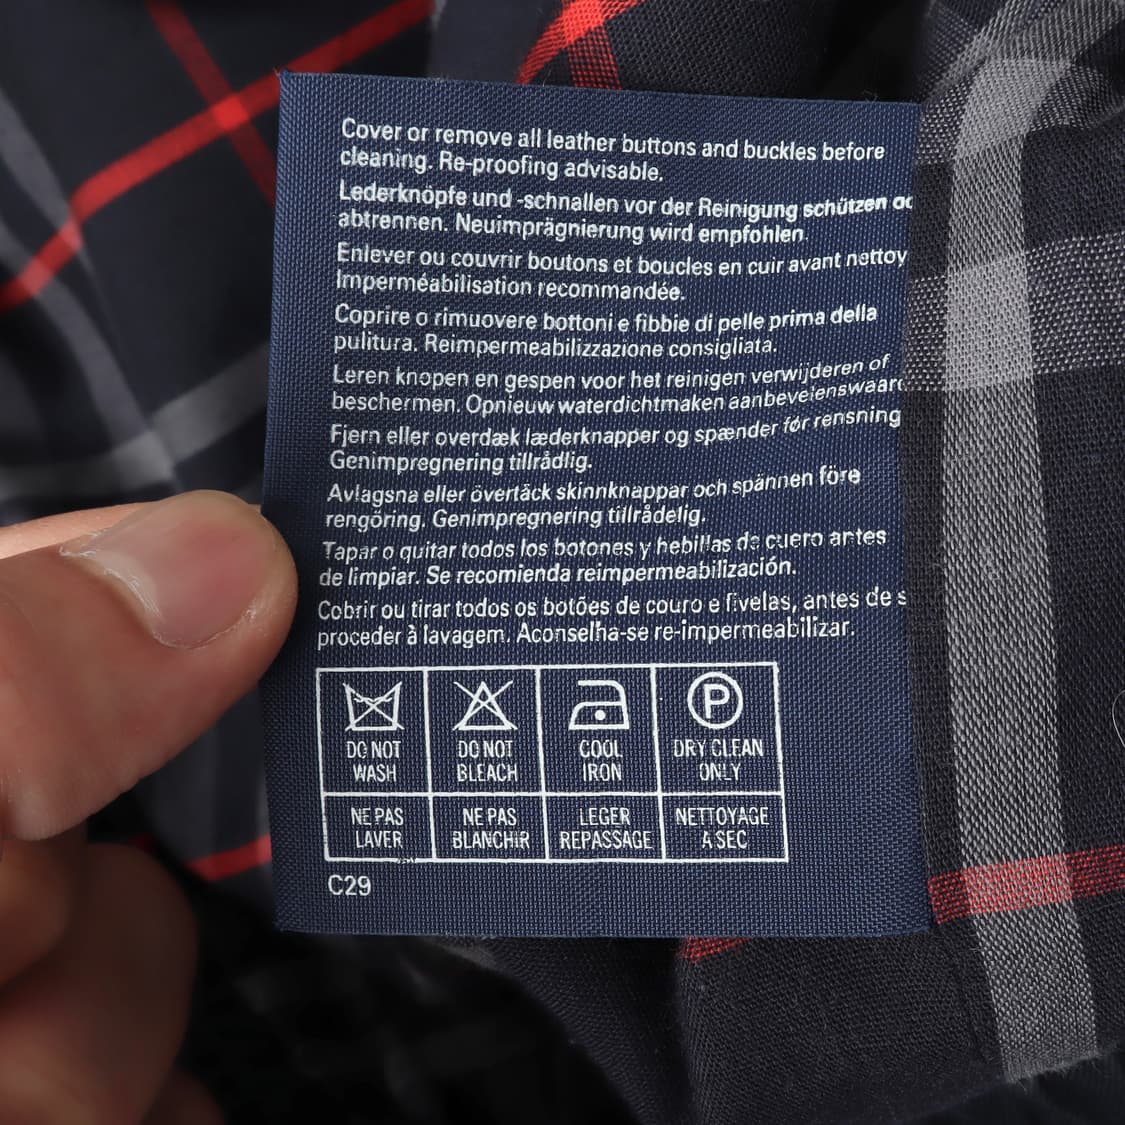 Cover or remove all leather buttons and buckles before
cleaning. Re-proofing advisable.
Lederknöpfe und -schnallen vor der Reinigung schützen
abtrennen. Neuimprägnierung wird empfohlen.
Enlever ou couvrir boutons et boucles en cuir avant nettoy
Imperméabilisation recommandée.
Coprire o rimuovere bottoni e fibbie di pelle prima della
pulitura. Reimpermeabilizzazione consigliata.
Leren knopen en gespen voor het reinigen verwijderen of
beschermen. Opnieuw waterdichtmaken aanbevelenswaard
Fjern eller overdæk læderknapper og spænder før rensning
Genimpregnering tillrådlig.
Avlagsna eller övertäck skinnknappar och spännen före
rengöring. Genimpregnering tillrådelig.
Tapar o quitar todos los botones y hebillas de cuero antes
de limpiar. Se recomienda reimpermeabilización.
Cobrir ou tirar todos os botões de couro e fivelas, antes de s
proceder à lavagem. Aconselha-se re-impermeabilizar.
DO NOT WASH
DO NOT BLEACH
COOL IRON
P
DRY CLEAN ONLY
NE PAS LAVER
NE PAS BLANCHIR
LEGER REPASSAGE
NETTOYAGE A SEC
C29